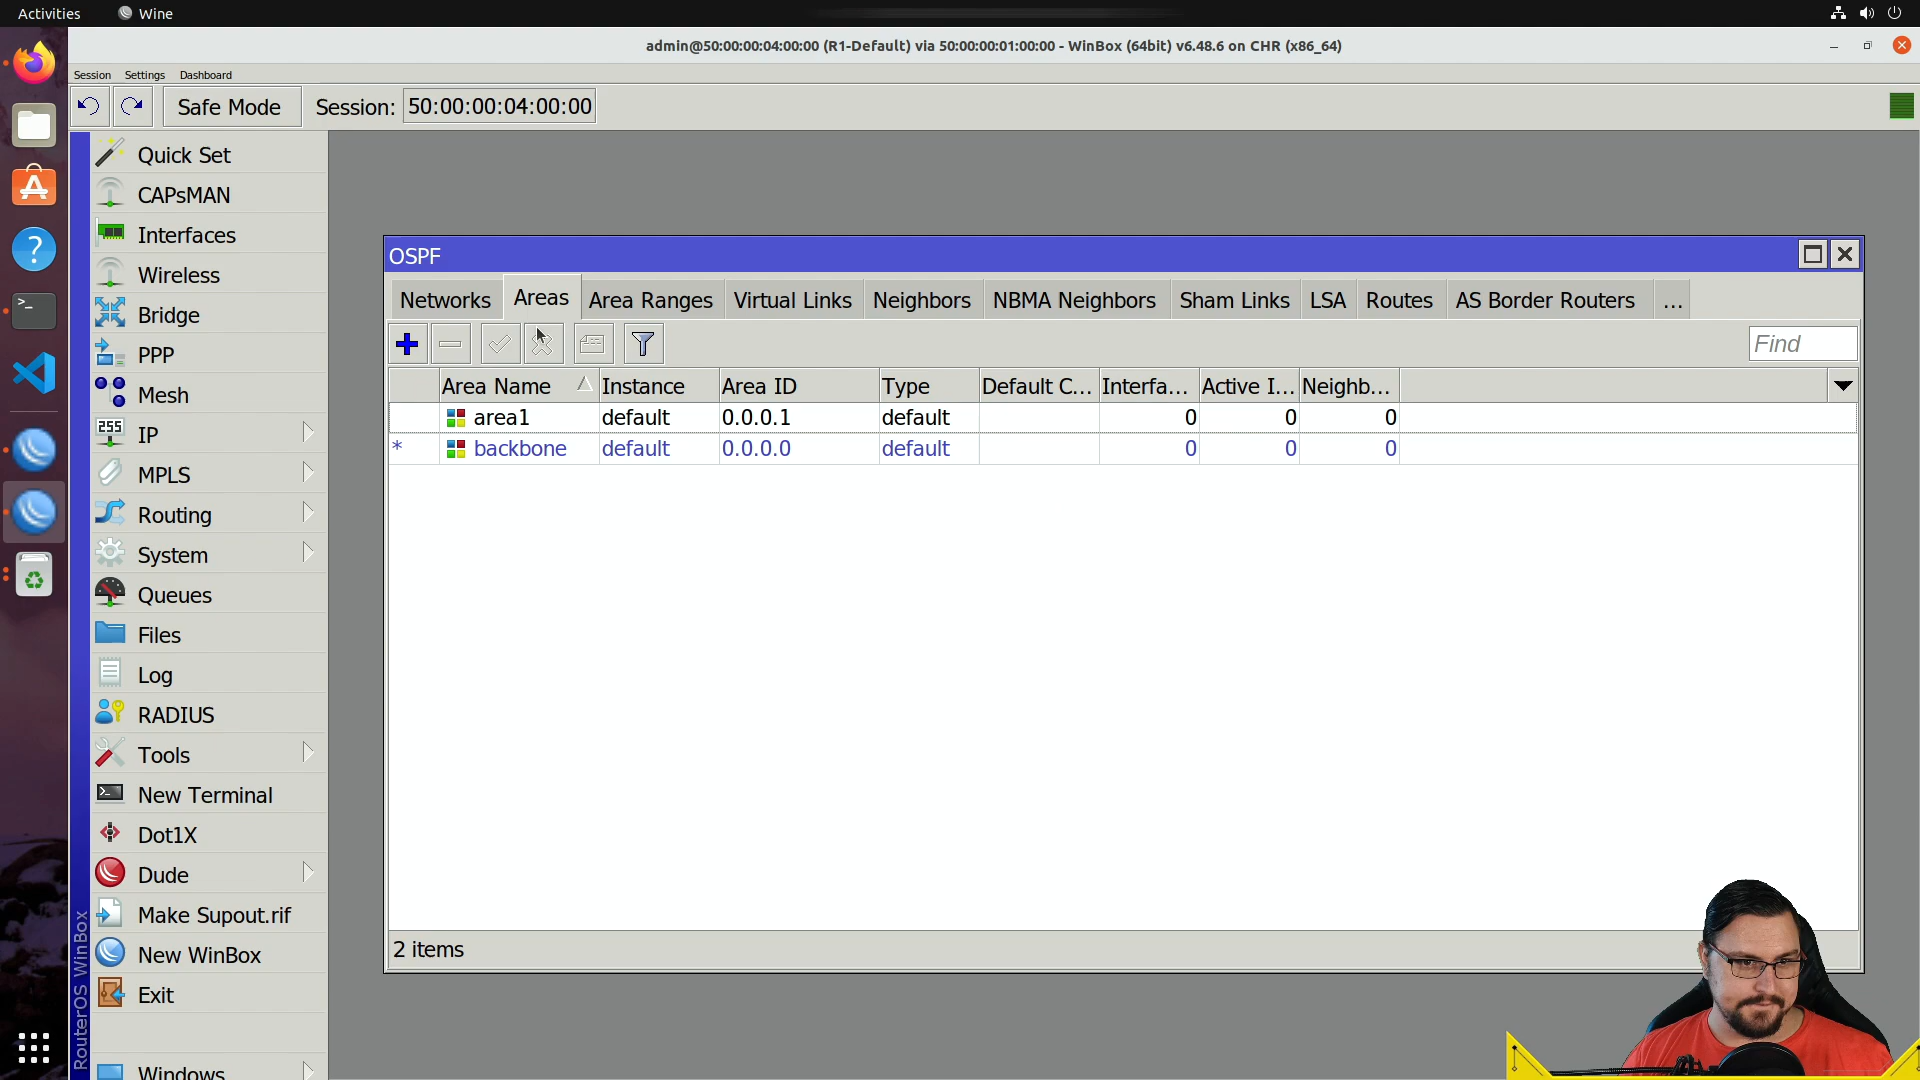 Activities
Wine
admin@50:00:00:04:00:00 (R1-Default) via 50:00:00:01:00:00 - WinBox (64bit) v6.48.6 on CHR (x86_64)
Session Settings Dashboard
Safe Mode
Session: 50:00:00:04:00:00
Quick Set
CAPsMAN
Interfaces
Wireless
Bridge
PPP
Mesh
255 IP
MPLS
Routing
System
Queues
Files
Log
RADIUS
Tools
New Terminal
Dot1X
Dude
Make Supout.rif
New WinBox
Exit
Windows
RouterOS WinBox
OSPF
Networks Areas Area Ranges Virtual Links Neighbors NBMA Neighbors Sham Links LSA Routes AS Border Routers ...
Find
Area Name Instance Area ID Type Default C... Interfa... Active I... Neighb...
area1 default 0.0.0.1 default 0 0 0
* backbone default 0.0.0.0 default 0 0 0
2 items